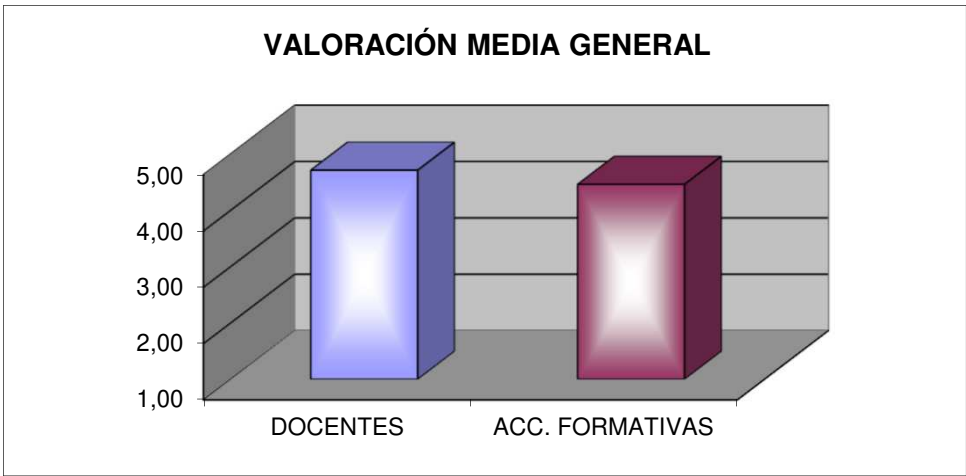 VALORACIÓN MEDIA GENERAL
5,00
4,00
3,00
2,00
1,00
DOCENTES ACC. FORMATIVAS